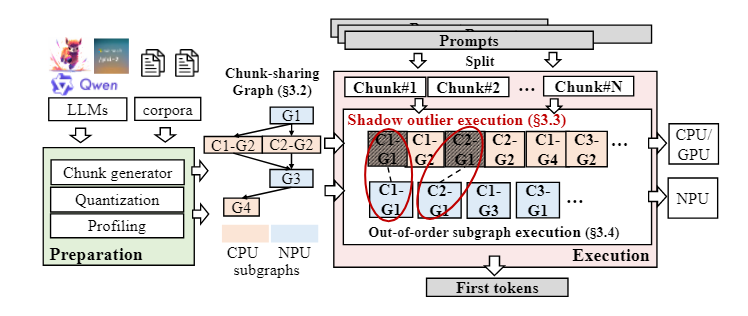 Prompts
Split
Qwen
LLMs
corpora
Chunk-sharing
Graph (§3.2)
G1
C1-G2
C2-G2
G3
G4
CPU
NPU
subgraphs
Chunk generator
Quantization
Profiling
Preparation
Chunk#1
Chunk#2
...
Chunk#N
Shadow outlier execution (§3.3)
C1-
G1
C1-
G2
C2-
G1
C2-
G2
C1-
G4
C3-
G2
...
C1-
G1
C2-
G1
C1-
G3
C3-
G1
...
Out-of-order subgraph execution (§3.4)
Execution
CPU/
GPU
NPU
First tokens